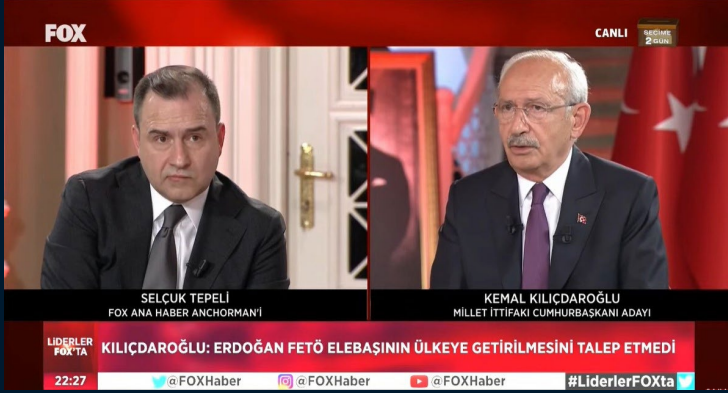 FOX
CANLI
SEÇİME
2 GÜN
SELÇUK TEPELİ
FOX ANA HABER ANCHORMAN'İ
KEMAL KILIÇDAROĞLU
MİLLET İTTİFAKI CUMHURBAŞKANI ADAYI
LiDERLER
FOX'TA
KILIÇDAROĞLU: ERDOĞAN FETÖ ELEBAŞININ ÜLKEYE GETİRİLMESİNİ TALEP ETMEDİ
22:27
@FOXHaber
@FOXHaber
@FOXHaber
#LiderlerFOXta